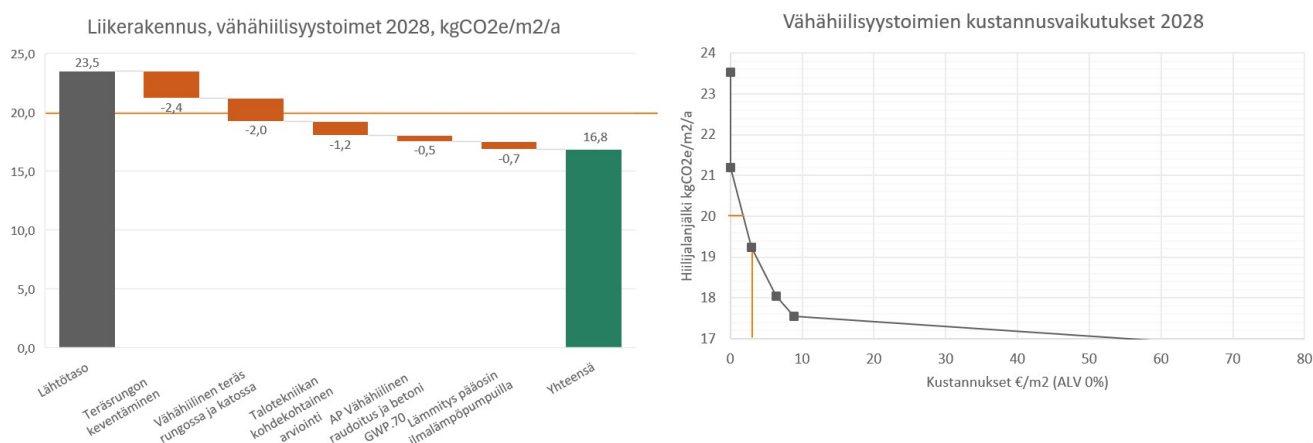 Liikerakennus, vähähiilisyystoimet 2028, kgCO2e/m2/a
25,0
20,0
15,0
10,0
5,0
0,0
23,5
-2,4
-2,0
-1,2
-0,5
-0,7
16,8
Lähtötaso
Teräsrungon
keventäminen
Vähähiilinen teräs
rungossa ja katossa
Talotekniikan
kohdekohtainen
arviointi
AP Vähähiilinen
raudoitus ja betoni
GWP.70
Lämmitys pääosin
ilmalämpöpumpuilla
Yhteensä
Vähähiilisyystoimien kustannusvaikutukset 2028
Hiilijalanjälki kgCO2e/m2/a
24
23
22
21
20
19
18
17
0
10
20
30
40
50
60
70
80
Kustannukset €/m2 (ALV 0%)